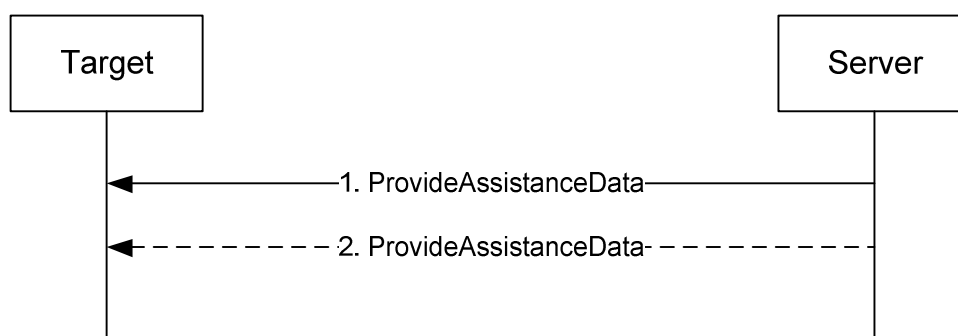 Target
Server
1. ProvideAssistanceData
2. ProvideAssistanceData